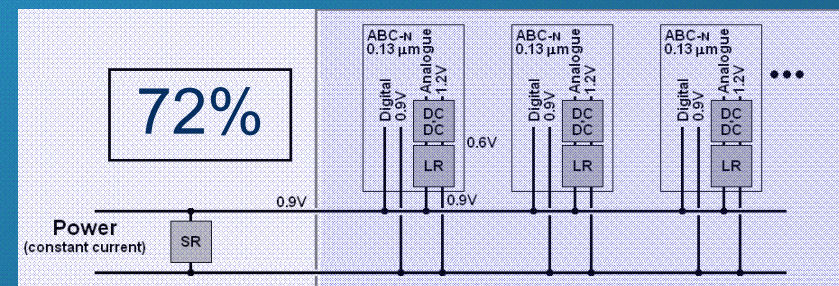 72%
Power
(constant current)
SR
0.9V
ABC-N
0.13 μm
Digital
0.9V
Analogue
1.2V
DC
DC
LR
0.6V
0.9V
ABC-N
0.13 μm
Digital
0.9V
Analogue
1.2V
DC
DC
LR
ABC-N
0.13 μm
Digital
0.9V
Analogue
1.2V
DC
DC
LR
•••